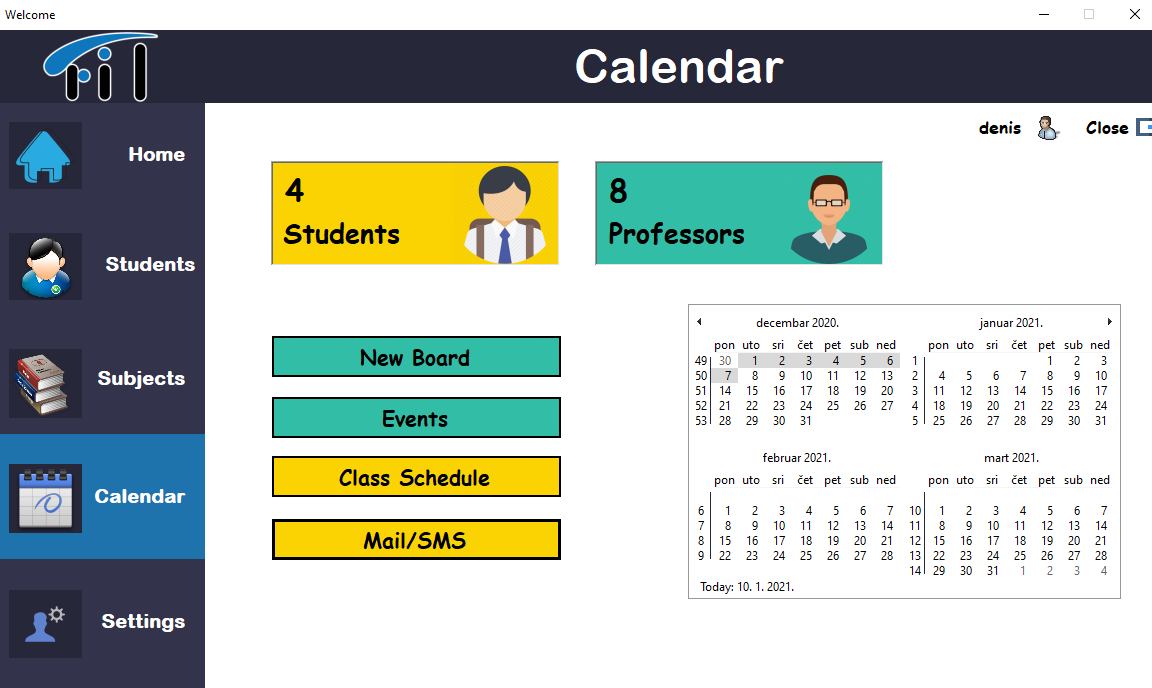 Welcome
Fil
Calendar
denis Close
Home
Students
Subjects
Calendar
Settings
4
Students
8
Professors
New Board
Events
Class Schedule
Mail/SMS
decembar 2020.
pon uto sri čet pet sub ned
49 30 1 2 3 4 5 6
50 7 8 9 10 11 12 13
51 14 15 16 17 18 19 20
52 21 22 23 24 25 26 27
53 28 29 30 31
januar 2021.
pon uto sri čet pet sub ned
1 1 2 3
2 4 5 6 7 8 9 10
3 11 12 13 14 15 16 17
4 18 19 20 21 22 23 24
5 25 26 27 28 29 30 31
februar 2021.
pon uto sri čet pet sub ned
6 1 2 3 4 5 6 7
7 8 9 10 11 12 13 14
8 15 16 17 18 19 20 21
9 22 23 24 25 26 27 28
mart 2021.
pon uto sri čet pet sub ned
10 1 2 3 4 5 6 7
11 8 9 10 11 12 13 14
12 15 16 17 18 19 20 21
13 22 23 24 25 26 27 28
14 29 30 31 1 2 3 4
Today: 10. 1. 2021.